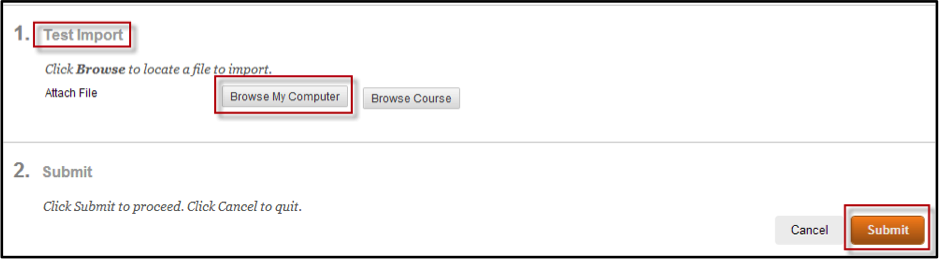 1. Test Import
Click Browse to locate a file to import.
Attach File Browse My Computer Browse Course
2. Submit
Click Submit to proceed. Click Cancel to quit.
Cancel Submit